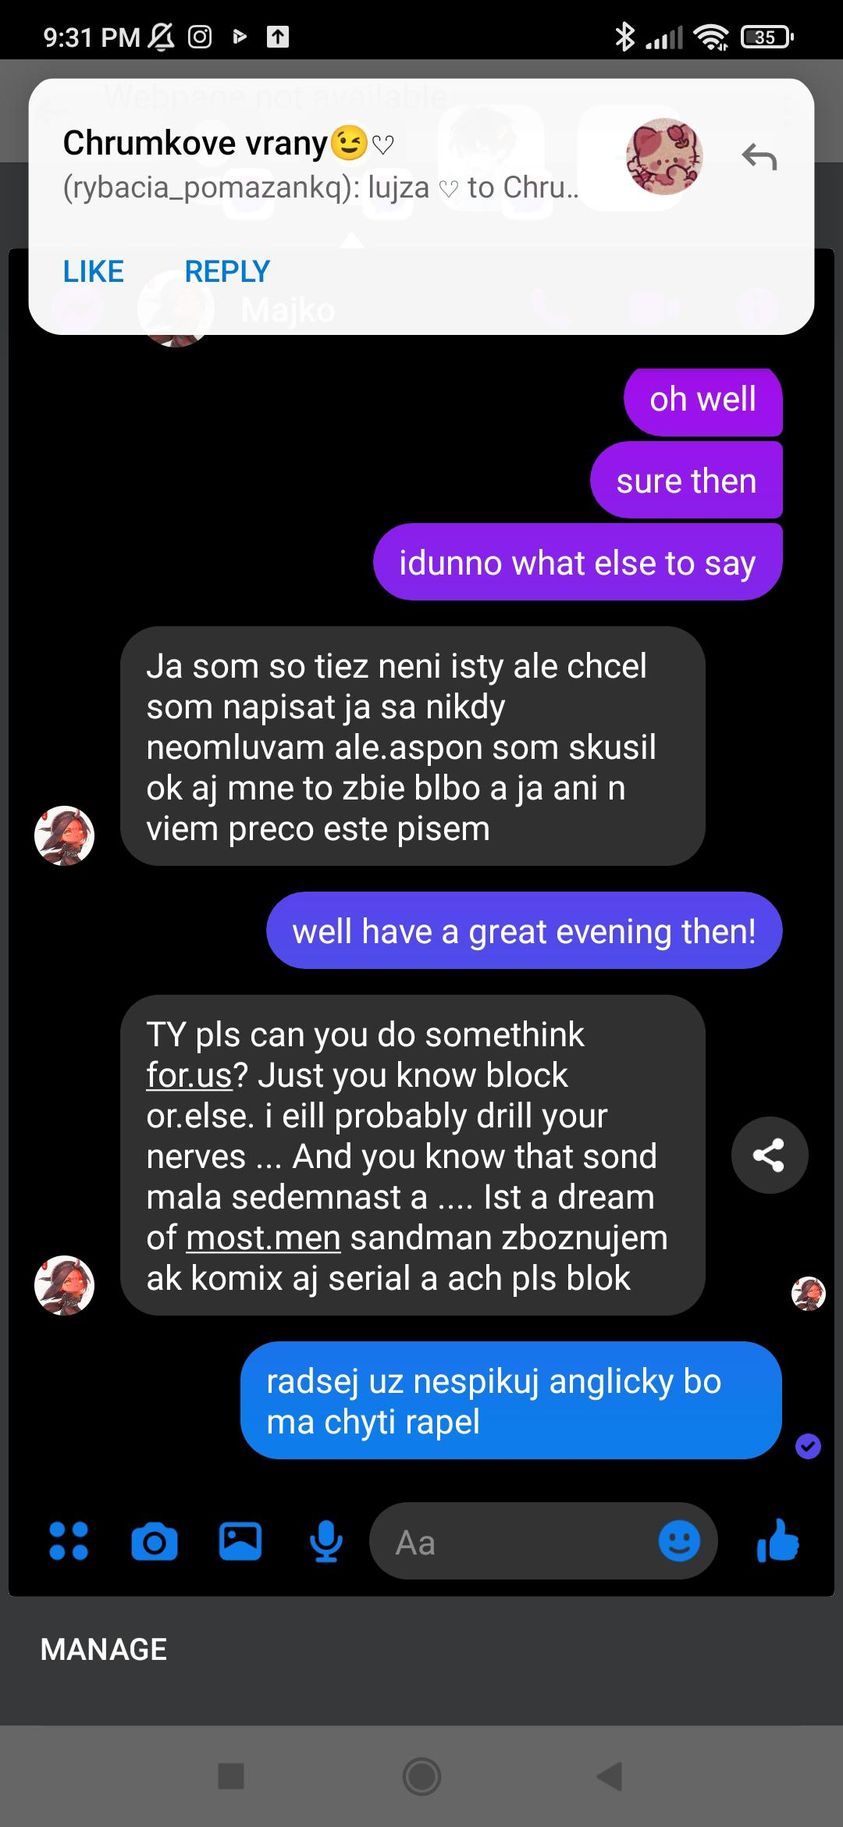 9:31 PM
35
Webpage not available
Chrumkove vrany😉♡
(rybacia_pomazankq): lujza ♡ to Chru..
LIKE REPLY
Majko
oh well
sure then
idunno what else to say
Ja som so tiez neni isty ale chcel
som napisat ja sa nikdy
neomluvam ale.aspon som skusil
ok aj mne to zbie blbo a ja ani n
viem preco este pisem
well have a great evening then!
TY pls can you do somethink
for.us? Just you know block
or.else. i eill probably drill your
nerves ... And you know that sond
mala sedemnast a .... Ist a dream
of most.men sandman zboznujem
ak komix aj serial a ach pls blok
radsej uz nespikuj anglicky bo
ma chyti rapel
Aa
MANAGE